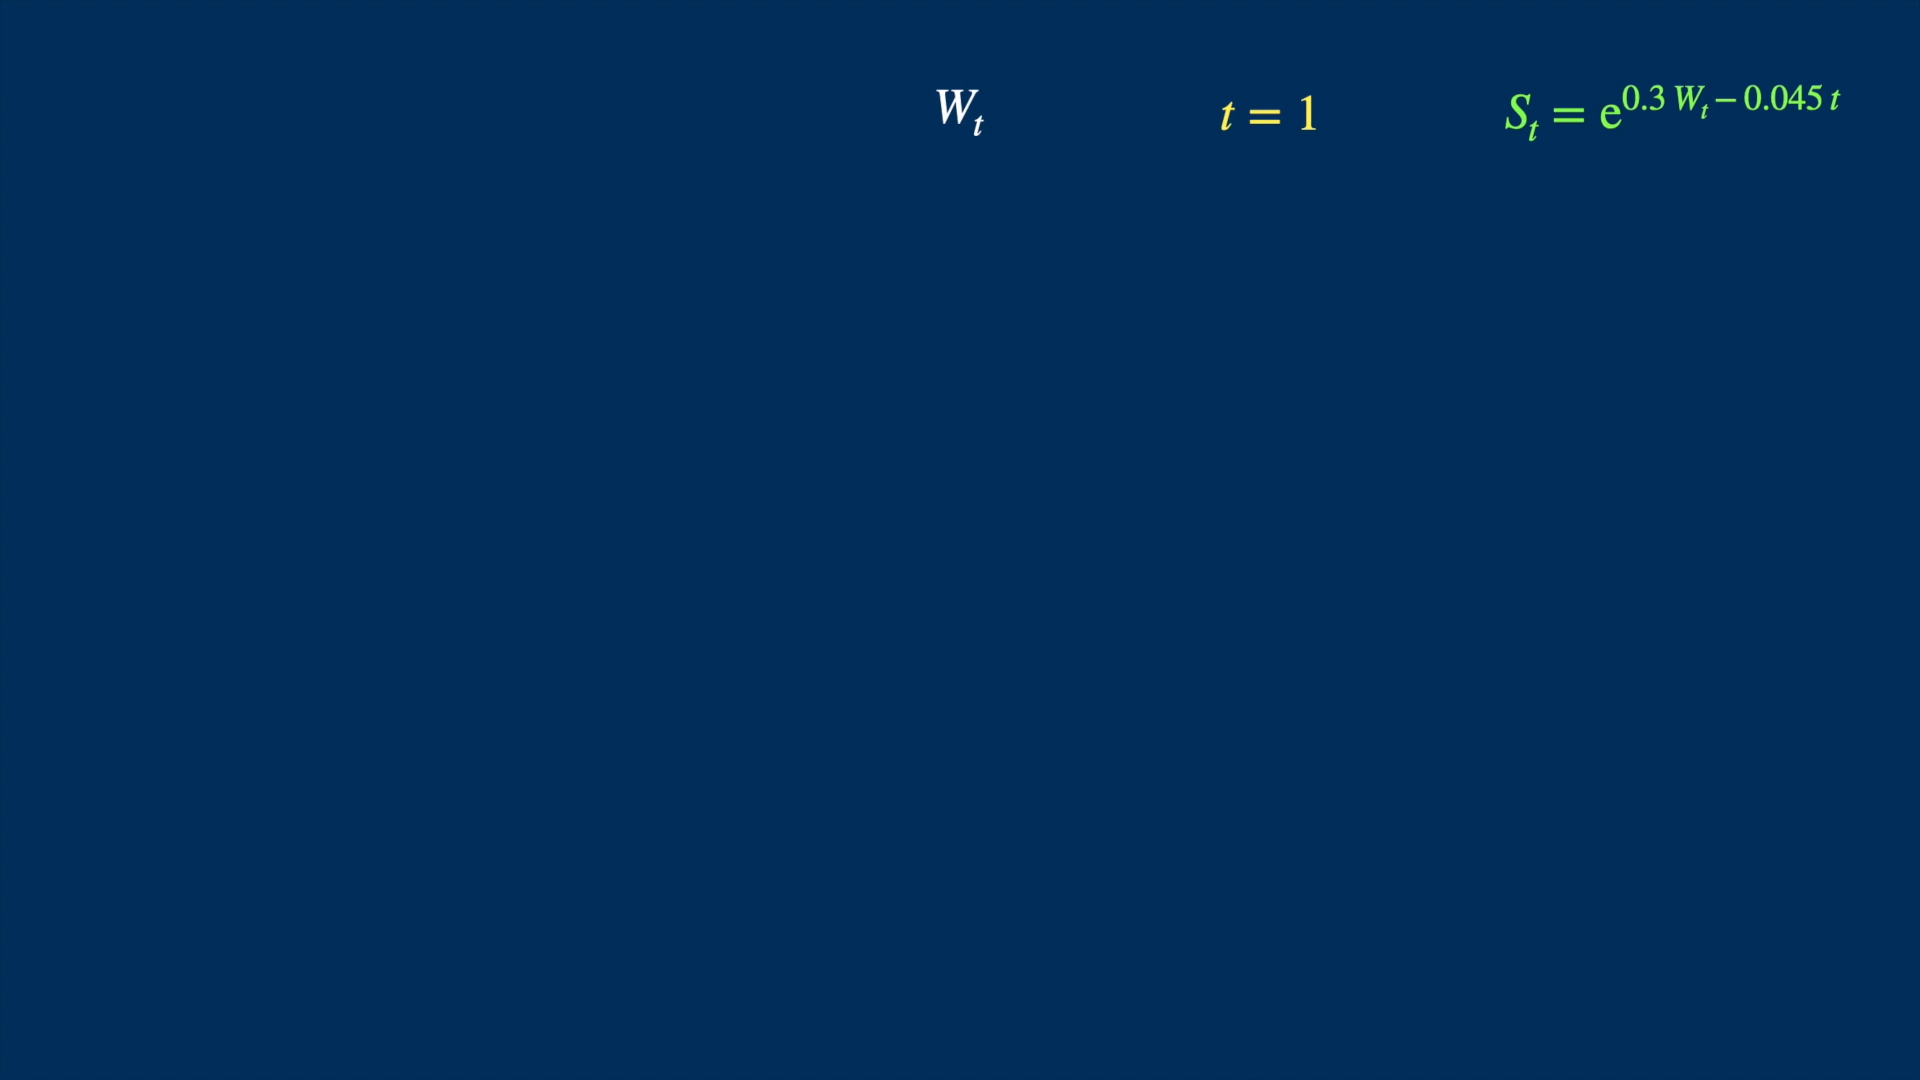 W_t t = 1 S_t = e^{0.3 W_t − 0.045 t}